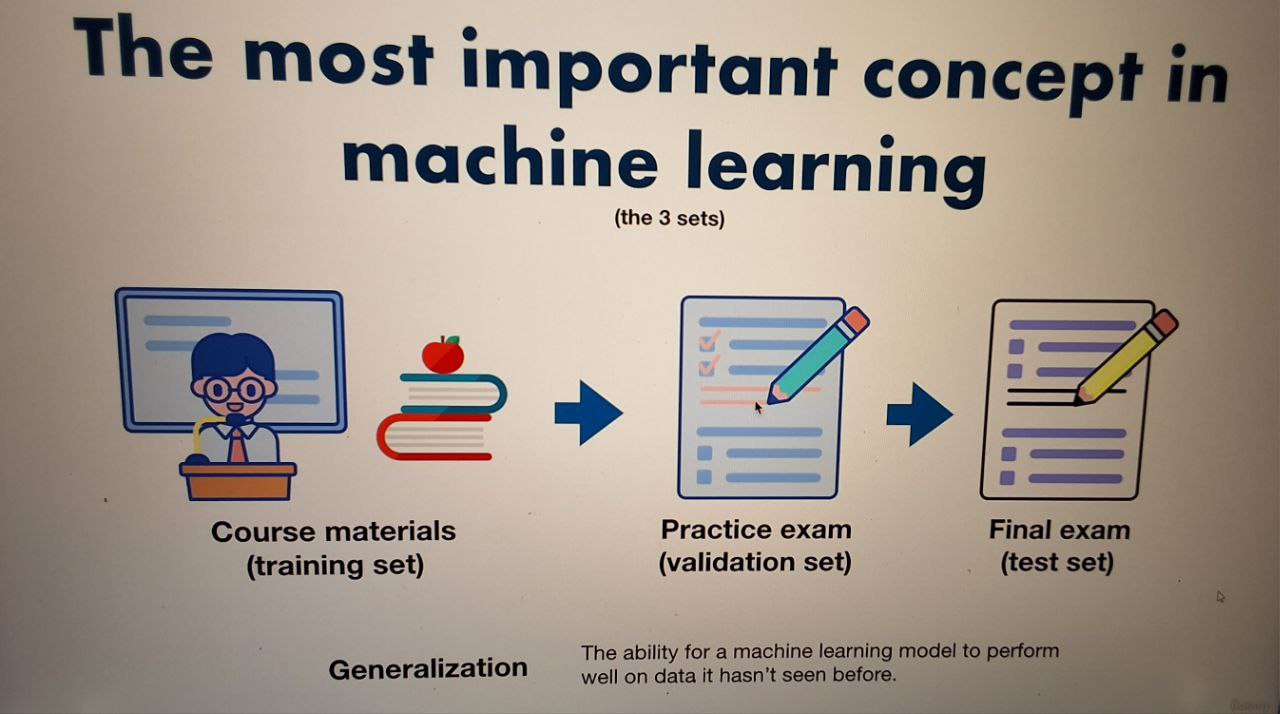 The most important concept in
machine learning
(the 3 sets)
Course materials
(training set)
Practice exam
(validation set)
Final exam
(test set)
Generalization
The ability for a machine learning model to perform
well on data it hasn't seen before.